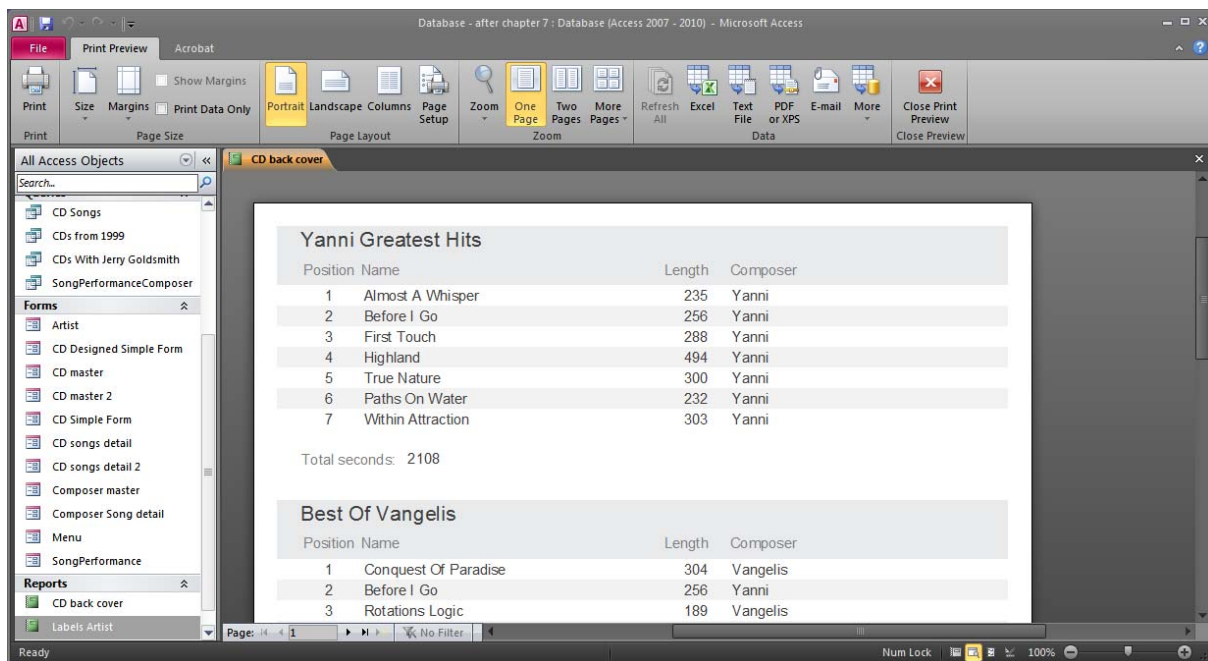 Database - after chapter 7 : Database (Access 2007 - 2010) - Microsoft Access
File Print Preview Acrobat
Print
Size
Margins
Show Margins
Print Data Only
Portrait Landscape Columns Page Setup
Zoom
One Page
Two Pages
More Pages
Refresh All
Excel
Text File
PDF or XPS
E-mail
More
Close Print Preview
Print Page Size Page Layout Zoom Data Close Preview
All Access Objects
Search...
CD Songs
CDs from 1999
CDs With Jerry Goldsmith
SongPerformanceComposer
Forms
Artist
CD Designed Simple Form
CD master
CD master 2
CD Simple Form
CD songs detail
CD songs detail 2
Composer master
Composer Song detail
Menu
SongPerformance
Reports
CD back cover
Labels Artist
CD back cover
Yanni Greatest Hits
Position Name Length Composer
1 Almost A Whisper 235 Yanni
2 Before I Go 256 Yanni
3 First Touch 288 Yanni
4 Highland 494 Yanni
5 True Nature 300 Yanni
6 Paths On Water 232 Yanni
7 Within Attraction 303 Yanni
Total seconds: 2108
Best Of Vangelis
Position Name Length Composer
1 Conquest Of Paradise 304 Vangelis
2 Before I Go 256 Yanni
3 Rotations Logic 189 Vangelis
Page: 1 No Filter
Ready Num Lock 100%